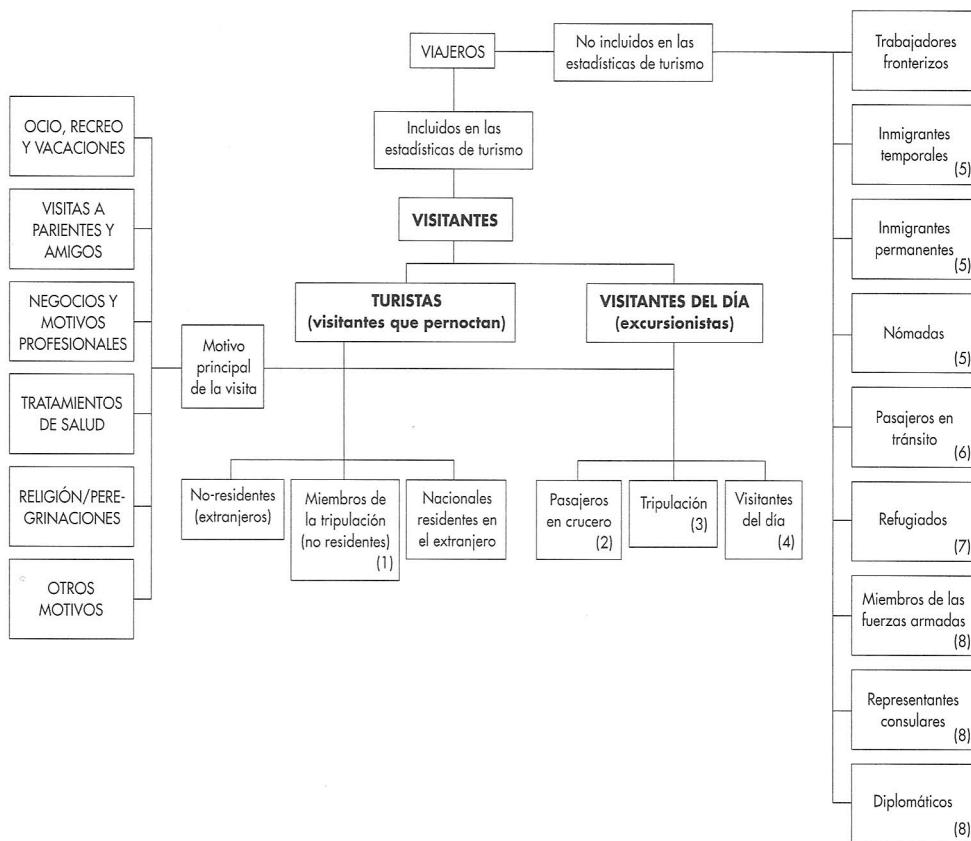 VIAJEROS
No incluidos en las
estadísticas de turismo
Incluidos en las
estadísticas de turismo
VISITANTES
TURISTAS
(visitantes que pernoctan)
VISITANTES DEL DÍA
(excursionistas)
Motivo
principal
de la visita
OCIO, RECREO
Y VACACIONES
VISITAS A
PARIENTES Y
AMIGOS
NEGOCIOS Y
MOTIVOS
PROFESIONALES
TRATAMIENTOS
DE SALUD
RELIGIÓN/PERE-
GRINACIONES
OTROS
MOTIVOS
No-residentes
(extranjeros)
Miembros de
la tripulación
(no residentes)
(1)
Nacionales
residentes en
el extranjero
Pasajeros
en crucero
(2)
Tripulación
(3)
Visitantes
del día
(4)
Trabajadores
fronterizos
Inmigrantes
temporales
(5)
Inmigrantes
permanentes
(5)
Nómadas
(5)
Pasajeros en
tránsito
(6)
Refugiados
(7)
Miembros de las
fuerzas armadas
(8)
Representantes
consulares
(8)
Diplomáticos
(8)